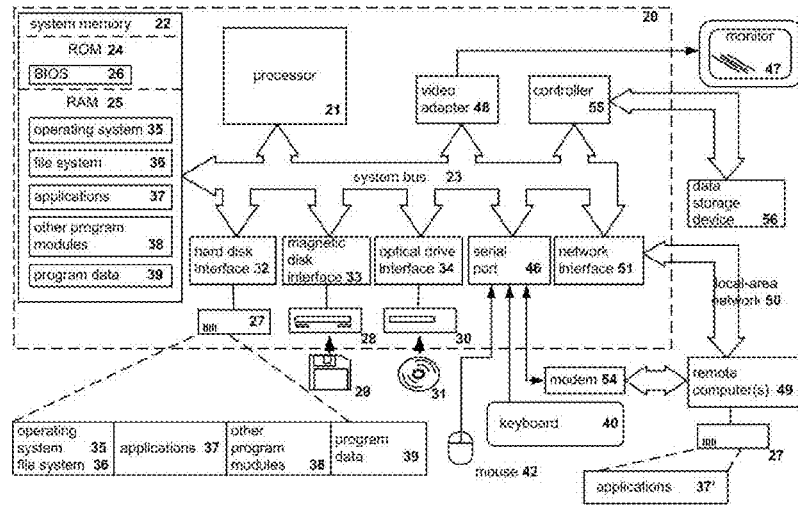 system memory 22
20
ROM 24
BIOS 26
RAM 25
operating system 35
file system 36
applications 37
other program
modules 38
program data 39
processor
21
video
adapter 48
controller
55
monitor
47
system bus 23
data
storage
device 56
hard disk
interface 32
magnetic
disk
interface 33
optical drive
interface 34
serial
port
46
network
interface 51
local-area
network 50
27
28
30
29
31
modem 54
remote
computer(s)
49
keyboard
40
mouse 42
27
operating
system 35
file system 36
applications 37
other
program
modules 38
program
data 39
applications 37'